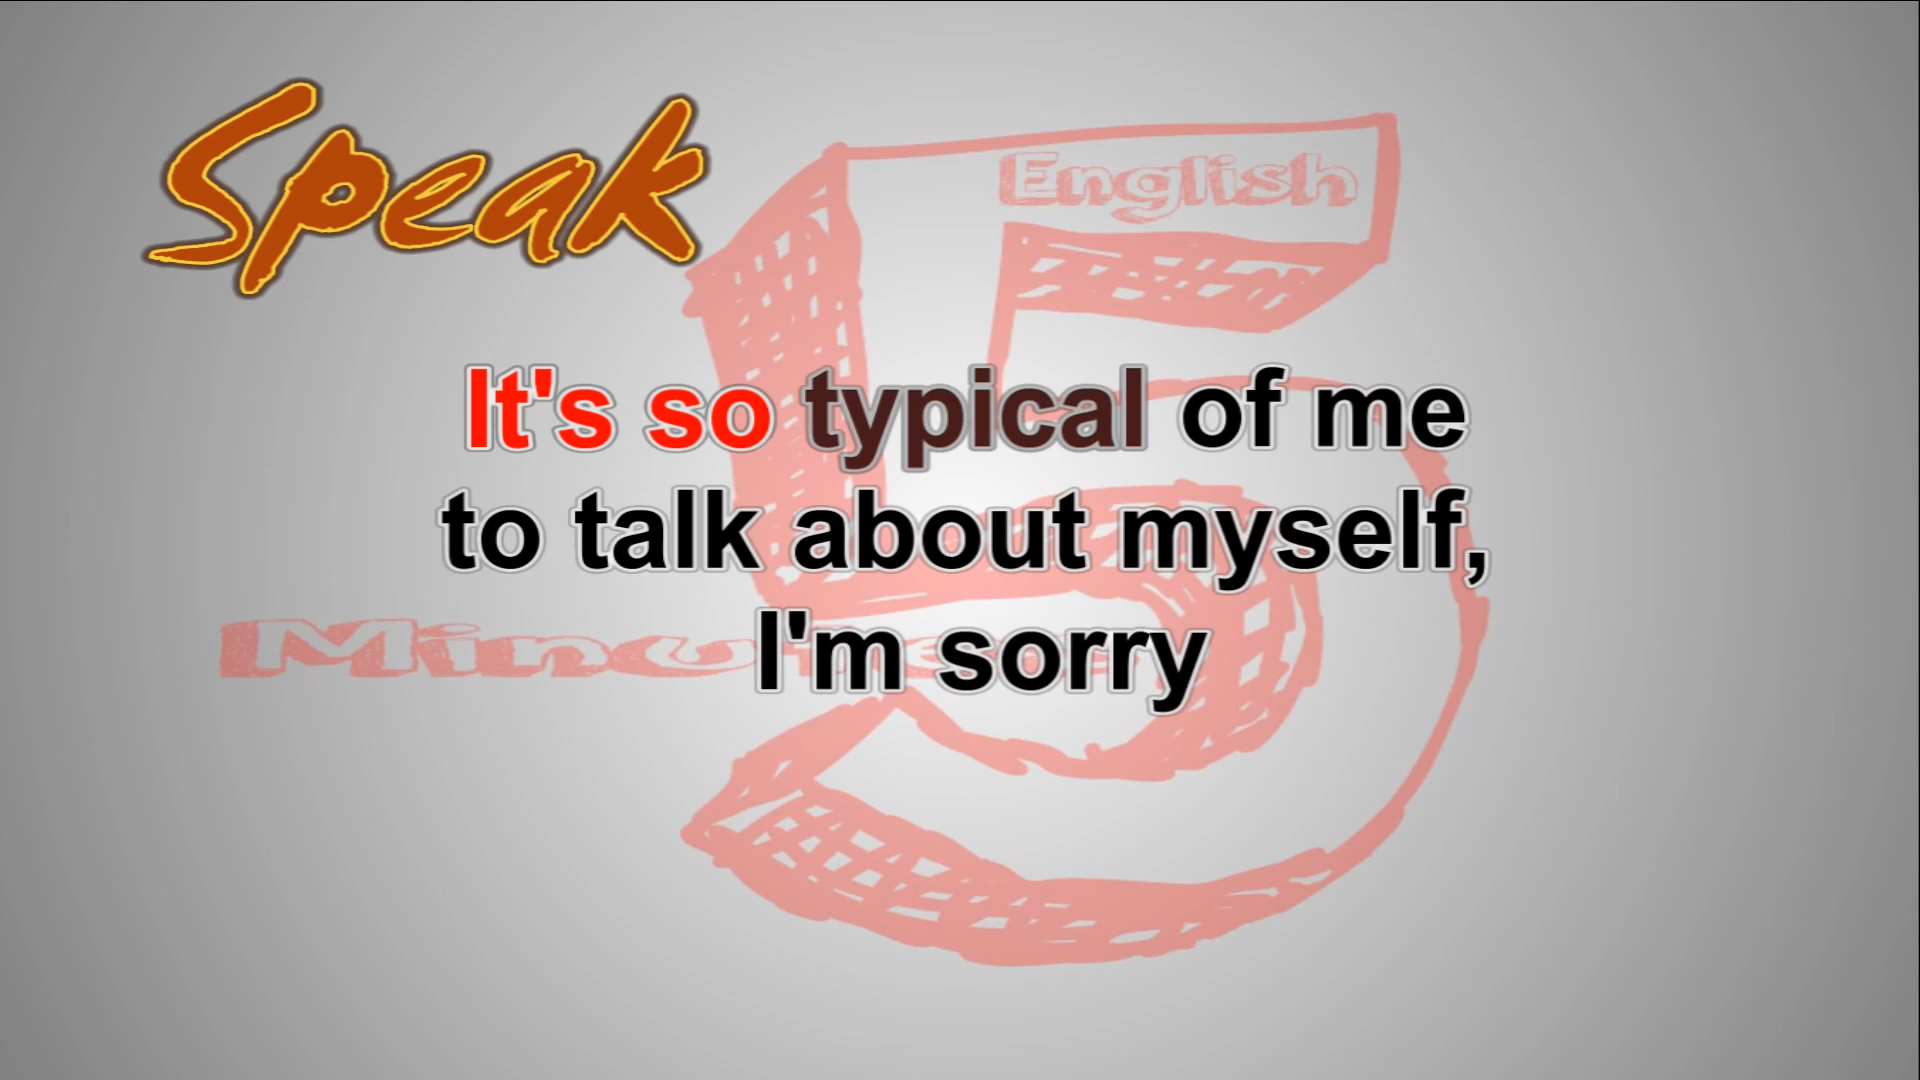 Speak
English
It's so typical of me
to talk about myself,
I'm sorry